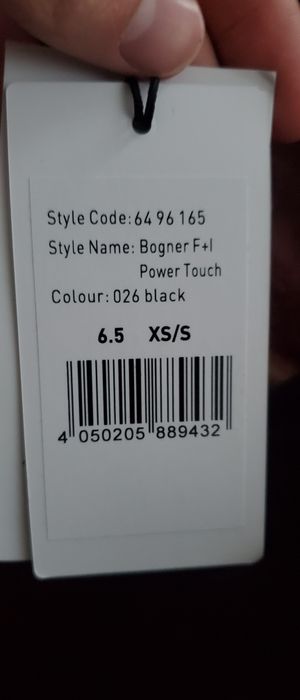 Style Code: 64 96 165
Style Name: Bogner F+I
Power Touch
Colour: 026 black
6.5 XS/S
4 050205 889432